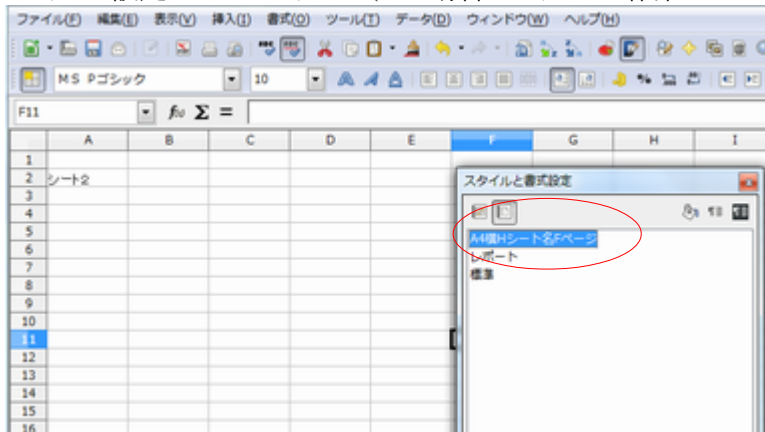 ファイル(F) 編集(E) 表示(V) 挿入(I) 書式(O) ツール(T) データ(D) ウィンドウ(W) ヘルプ(H)
MS Pゴシック 10
F11 Σ =
A B C D E F G H I
1
2 シート2
3
4
5
6
7
8
9
10
11
12
13
14
15
16
スタイルと書式設定
A4横Hシート名Fページ
レポート
標準